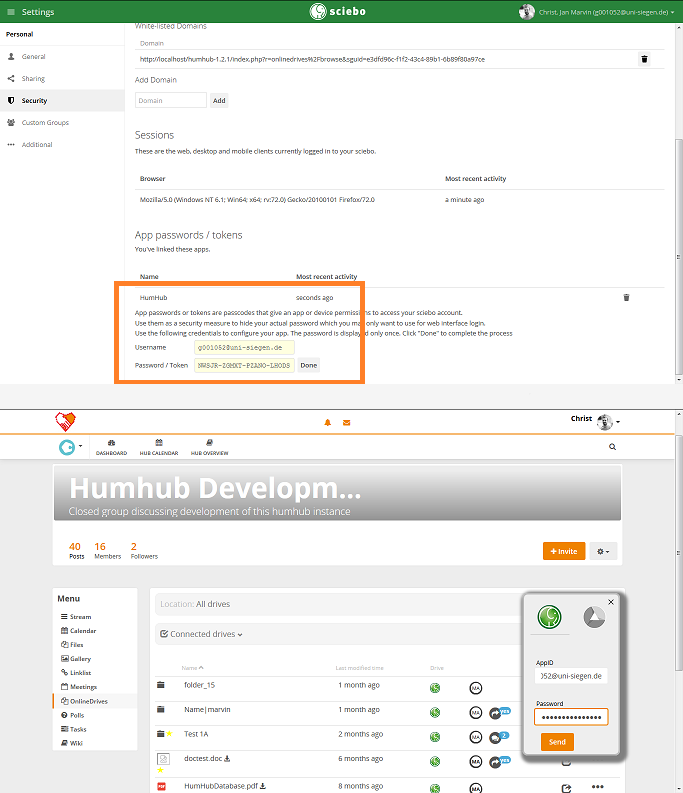 Settings
sciebo
Christ, Jan Marvin (g001052@uni-siegen.de)
Personal
General
Sharing
Security
Custom Groups
Additional
White-listed Domains
Domain
http://localhost/humhub-1.2.1/index.php?r=onlinedrives%2Fbrowse&sguid=e3dfd96c-f1f2-43c4-89b1-6b89f80a97ce
Add Domain
Domain Add
Sessions
These are the web, desktop and mobile clients currently logged in to your sciebo.
Browser Most recent activity
Mozilla/5.0 (Windows NT 6.1; Win64; x64; rv:72.0) Gecko/20100101 Firefox/72.0 a minute ago
App passwords / tokens
You've linked these apps.
Name Most recent activity
HumHub seconds ago
App passwords or tokens are passcodes that give an app or device permissions to access your sciebo account.
Use them as a security measure to hide your actual password which you may only want to use for web interface login.
Use the following credentials to configure your app. The password is displayed only once. Click "Done" to complete the process
Username g001052@uni-siegen.de
Password / Token NWSJR-ZGMXT-PZANO-LHODS Done
Christ
DASHBOARD HUB CALENDAR HUB OVERVIEW
Humhub Developm...
Closed group discussing development of this humhub instance
40 16 2
Posts Members Followers
+ Invite
Menu
Stream
Calendar
Files
Gallery
Linklist
Meetings
OnlineDrives
Polls
Tasks
Wiki
Location: All drives
Connected drives
Name Last modified time Drive
folder_15 1 month ago MA
Name|marvin 1 month ago MA yes
Test 1A 2 months ago MA 2
doctest.doc 6 months ago MA yes
PDF HumHubDatabase.pdf 8 months ago MA
AppID
052@uni-siegen.de
Password
Send